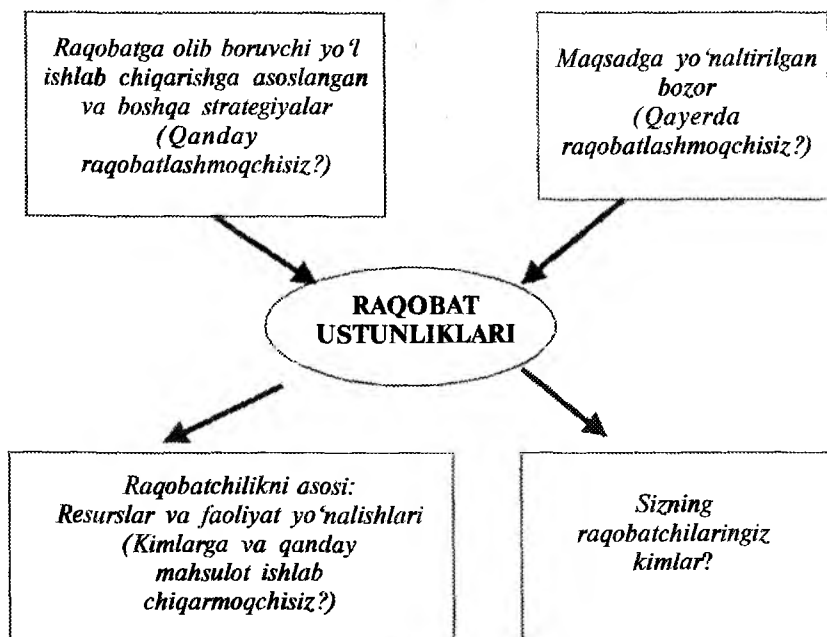 Raqobatga olib boruvchi yo‘l
ishlab chiqarishga asoslangan
va boshqa strategiyalar
(Qanday
raqobatlashmoqchisiz?)
Maqsadga yo‘naltirilgan
bozor
(Qayerda
raqobatlashmoqchisiz?)
RAQOBAT
USTUNLIKLARI
Raqobatchilikni asosi:
Resurslar va faoliyat yo‘nalishlari
(Kimlarga va qanday
mahsulot ishlab
chiqarmoqchisiz?)
Sizning
raqobatchilaringiz
kimlar?